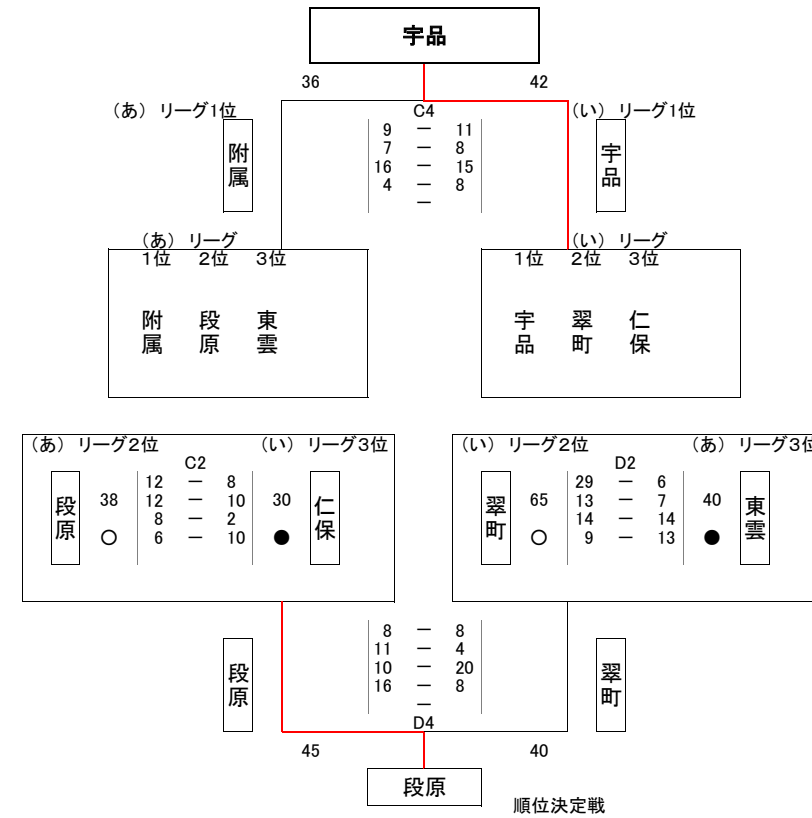 宇品
36 42
C4
(あ) リーグ1位 (い) リーグ1位
附属 宇品
9 ー 11
7 ー 8
16 ー 15
4 ー 8
ー
(あ) リーグ (い) リーグ
1位 2位 3位 1位 2位 3位
附属 段原 東雲 宇品 翠町 仁保
(あ) リーグ2位 (い) リーグ3位 (い) リーグ2位 (あ) リーグ3位
C2 D2
段原 38 ○ 30 ● 仁保
12 ー 8
12 ー 10
8 ー 2
6 ー 10
翠町 65 ○ 40 ● 東雲
29 ー 6
13 ー 7
14 ー 14
9 ー 13
段原 翠町
8 ー 8
11 ー 4
10 ー 20
16 ー 8
ー
D4
45 40
段原
順位決定戦